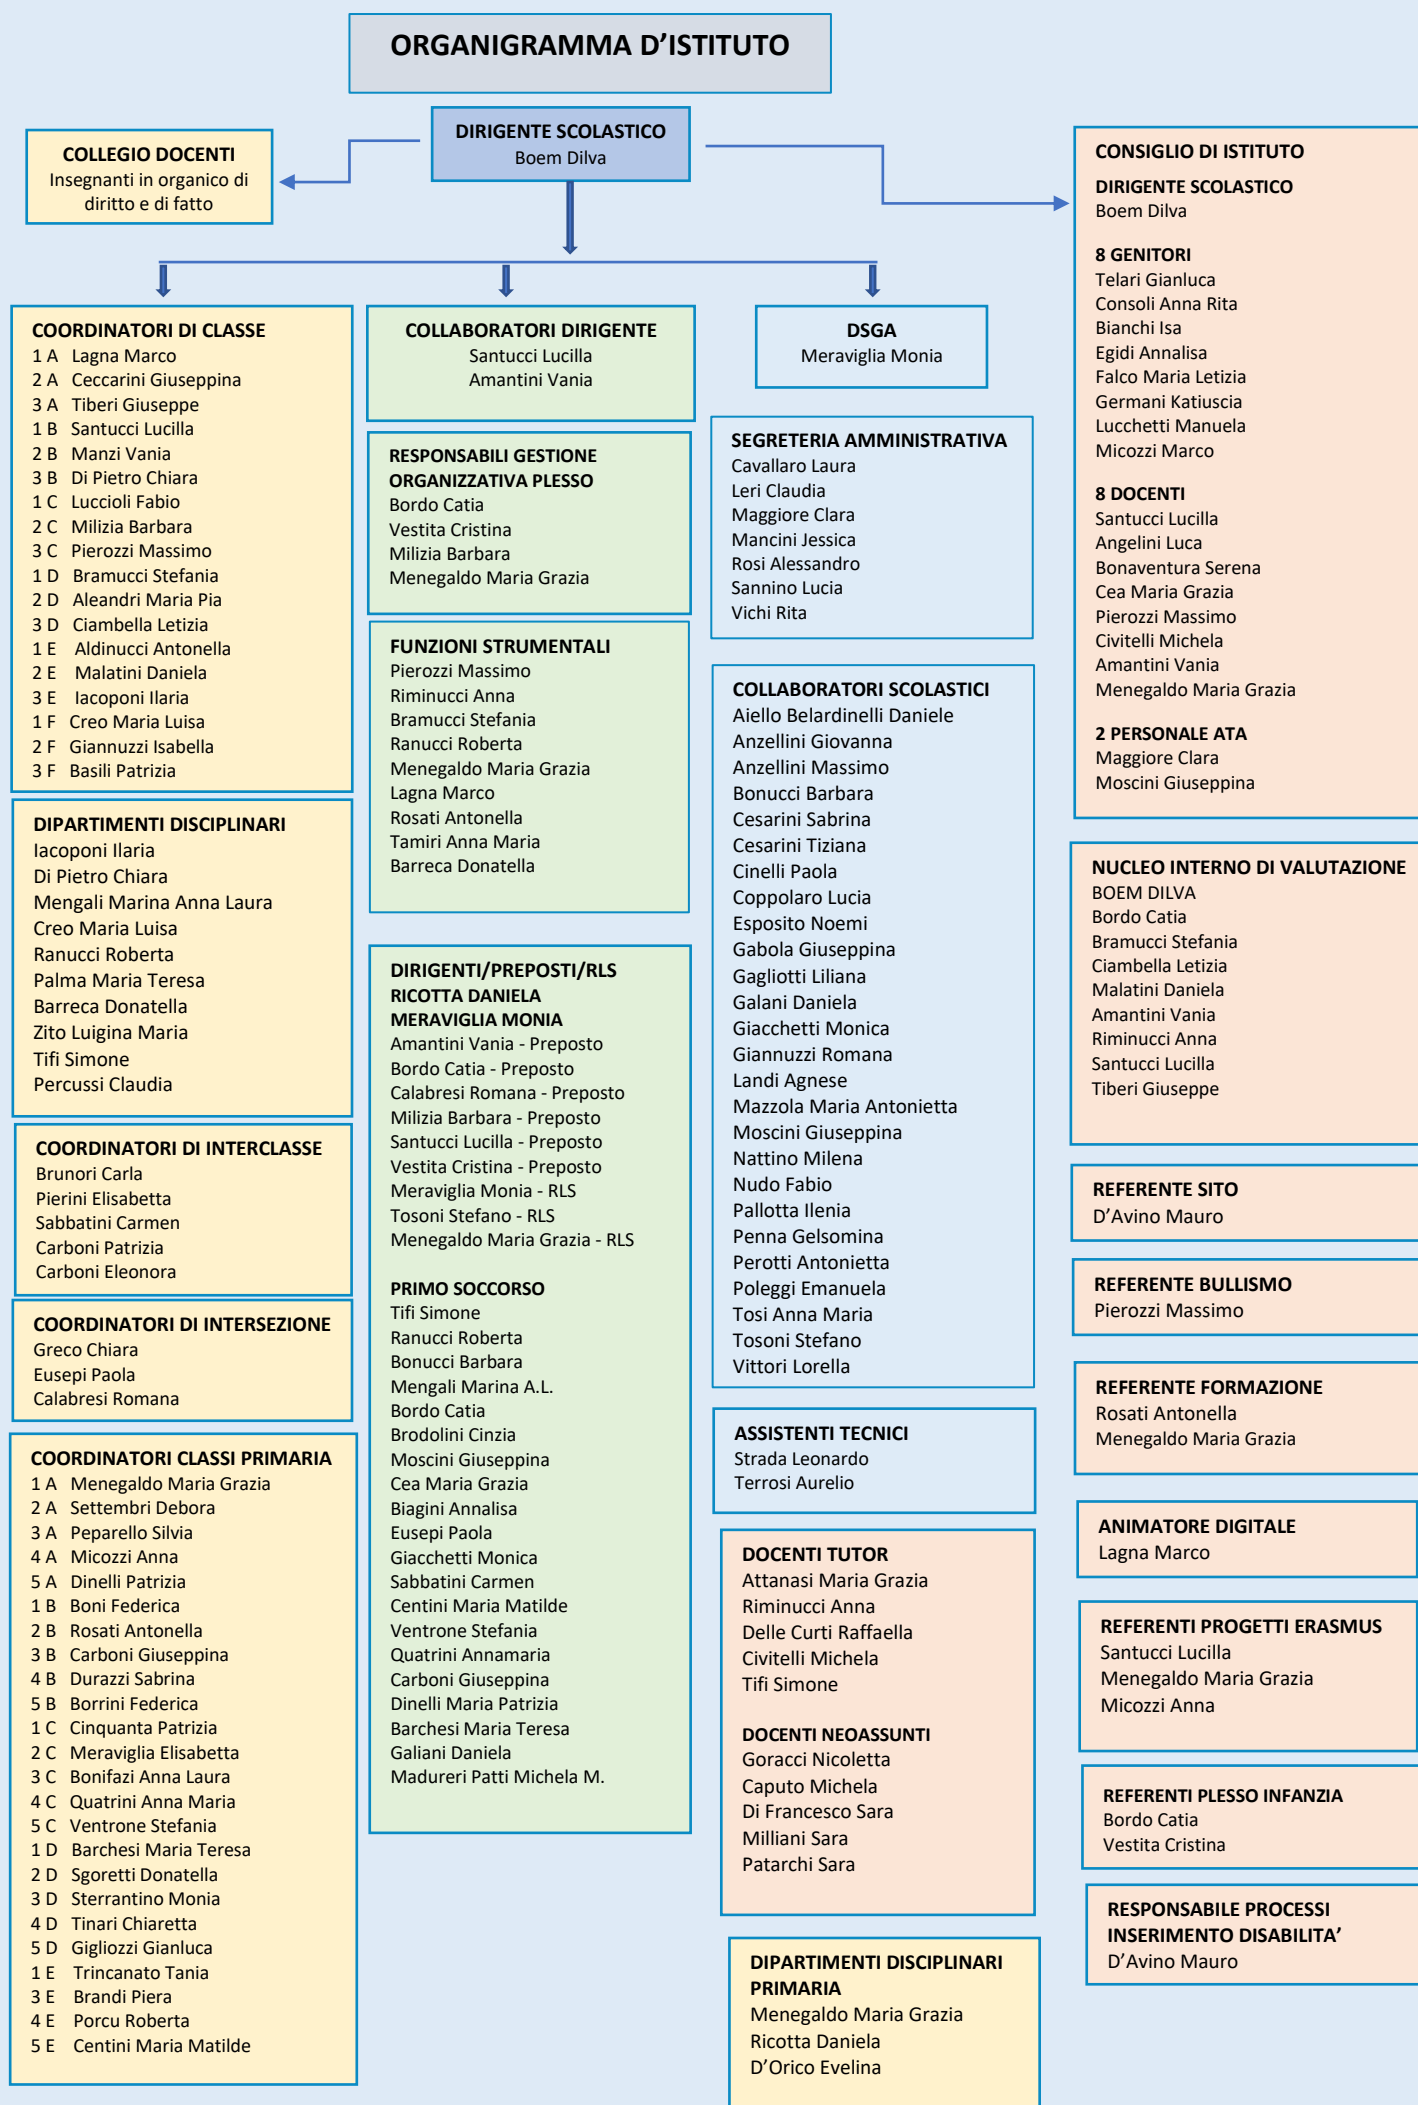 ORGANIGRAMMA D'ISTITUTO
DIRIGENTE SCOLASTICO
Boem Dilva
COLLEGIO DOCENTI
Insegnanti in organico di
diritto e di fatto
COORDINATORI DI CLASSE
1 A Lagna Marco
2 A Ceccarini Giuseppina
3 A Tiberi Giuseppe
1 B Santucci Lucilla
2 B Manzi Vania
3 B Di Pietro Chiara
1 C Luccioli Fabio
2 C Milizia Barbara
3 C Pierozzi Massimo
1 D Bramucci Stefania
2 D Aleandri Maria Pia
3 D Ciambella Letizia
1 E Aldinucci Antonella
2 E Malatini Daniela
3 E Iacoponi Ilaria
1 F Creo Maria Luisa
2 F Giannuzzi Isabella
3 F Basili Patrizia
DIPARTIMENTI DISCIPLINARI
Iacoponi Ilaria
Di Pietro Chiara
Mengali Marina Anna Laura
Creo Maria Luisa
Ranucci Roberta
Palma Maria Teresa
Barreca Donatella
Zito Luigina Maria
Tifi Simone
Percussi Claudia
COORDINATORI DI INTERCLASSE
Brunori Carla
Pierini Elisabetta
Sabbatini Carmen
Carboni Patrizia
Carboni Eleonora
COORDINATORI DI INTERSEZIONE
Greco Chiara
Eusepi Paola
Calabresi Romana
COORDINATORI CLASSI PRIMARIA
1 A Menegaldo Maria Grazia
2 A Settembri Debora
3 A Peparello Silvia
4 A Micozzi Anna
5 A Dinelli Patrizia
1 B Boni Federica
2 B Rosati Antonella
3 B Carboni Giuseppina
4 B Durazzi Sabrina
5 B Borrini Federica
1 C Cinquanta Patrizia
2 C Meraviglia Elisabetta
3 C Bonifazi Anna Laura
4 C Quatrini Anna Maria
5 C Ventrone Stefania
1 D Barchesi Maria Teresa
2 D Sgoretti Donatella
3 D Sterrantino Monia
4 D Tinari Chiaretta
5 D Gigliozzi Gianluca
1 E Trincanato Tania
3 E Brandi Piera
4 E Porcu Roberta
5 E Centini Maria Matilde
COLLABORATORI DIRIGENTE
Santucci Lucilla
Amantini Vania
RESPONSABILI GESTIONE
ORGANIZZATIVA PLESSO
Bordo Catia
Vestita Cristina
Milizia Barbara
Menegaldo Maria Grazia
FUNZIONI STRUMENTALI
Pierozzi Massimo
Riminucci Anna
Bramucci Stefania
Ranucci Roberta
Menegaldo Maria Grazia
Lagna Marco
Rosati Antonella
Tamiri Anna Maria
Barreca Donatella
DIRIGENTI/PREPOSTI/RLS
RICOTTA DANIELA
MERAVIGLIA MONIA
Amantini Vania - Preposto
Bordo Catia - Preposto
Calabresi Romana - Preposto
Milizia Barbara - Preposto
Santucci Lucilla - Preposto
Vestita Cristina - Preposto
Meraviglia Monia - RLS
Tosoni Stefano - RLS
Menegaldo Maria Grazia - RLS
PRIMO SOCCORSO
Tifi Simone
Ranucci Roberta
Bonucci Barbara
Mengali Marina A.L.
Bordo Catia
Brodolini Cinzia
Moscini Giuseppina
Cea Maria Grazia
Biagini Annalisa
Eusepi Paola
Giacchetti Monica
Sabbatini Carmen
Centini Maria Matilde
Ventrone Stefania
Quatrini Annamaria
Carboni Giuseppina
Dinelli Maria Patrizia
Barchesi Maria Teresa
Galiani Daniela
Madureri Patti Michela M.
DSGA
Meraviglia Monia
SEGRETERIA AMMINISTRATIVA
Cavallaro Laura
Leri Claudia
Maggiore Clara
Mancini Jessica
Rosi Alessandro
Sannino Lucia
Vichi Rita
COLLABORATORI SCOLASTICI
Aiello Belardinelli Daniele
Anzellini Giovanna
Anzellini Massimo
Bonucci Barbara
Cesarini Sabrina
Cesarini Tiziana
Cinelli Paola
Coppolaro Lucia
Esposito Noemi
Gabola Giuseppina
Gagliotti Liliana
Galani Daniela
Giacchetti Monica
Giannuzzi Romana
Landi Agnese
Mazzola Maria Antonietta
Moscini Giuseppina
Nattino Milena
Nudo Fabio
Pallotta Ilenia
Penna Gelsomina
Perotti Antonietta
Poleggi Emanuela
Tosi Anna Maria
Tosoni Stefano
Vittori Lorella
ASSISTENTI TECNICI
Strada Leonardo
Terrosi Aurelio
DOCENTI TUTOR
Attanasi Maria Grazia
Riminucci Anna
Delle Curti Raffaella
Civitelli Michela
Tifi Simone
DOCENTI NEOASSUNTI
Goracci Nicoletta
Caputo Michela
Di Francesco Sara
Milliani Sara
Patarchi Sara
DIPARTIMENTI DISCIPLINARI
PRIMARIA
Menegaldo Maria Grazia
Ricotta Daniela
D'Orico Evelina
CONSIGLIO DI ISTITUTO
DIRIGENTE SCOLASTICO
Boem Dilva
8 GENITORI
Telari Gianluca
Consoli Anna Rita
Bianchi Isa
Egidi Annalisa
Falco Maria Letizia
Germani Katiuscia
Lucchetti Manuela
Micozzi Marco
8 DOCENTI
Santucci Lucilla
Angelini Luca
Bonaventura Serena
Cea Maria Grazia
Pierozzi Massimo
Civitelli Michela
Amantini Vania
Menegaldo Maria Grazia
2 PERSONALE ATA
Maggiore Clara
Moscini Giuseppina
NUCLEO INTERNO DI VALUTAZIONE
BOEM DILVA
Bordo Catia
Bramucci Stefania
Ciambella Letizia
Malatini Daniela
Amantini Vania
Riminucci Anna
Santucci Lucilla
Tiberi Giuseppe
REFERENTE SITO
D'Avino Mauro
REFERENTE BULLISMO
Pierozzi Massimo
REFERENTE FORMAZIONE
Rosati Antonella
Menegaldo Maria Grazia
ANIMATORE DIGITALE
Lagna Marco
REFERENTI PROGETTI ERASMUS
Santucci Lucilla
Menegaldo Maria Grazia
Micozzi Anna
REFERENTI PLESSO INFANZIA
Bordo Catia
Vestita Cristina
RESPONSABILE PROCESSI
INSERIMENTO DISABILITA'
D'Avino Mauro